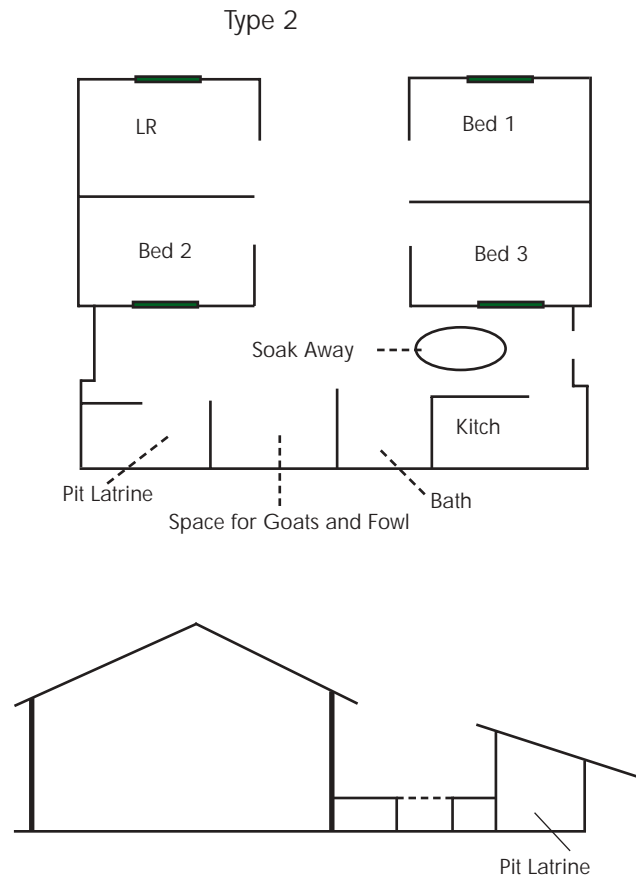 Type 2
LR
Bed 1
Bed 2
Bed 3
Soak Away
Kitch
Pit Latrine
Bath
Space for Goats and Fowl
Pit Latrine